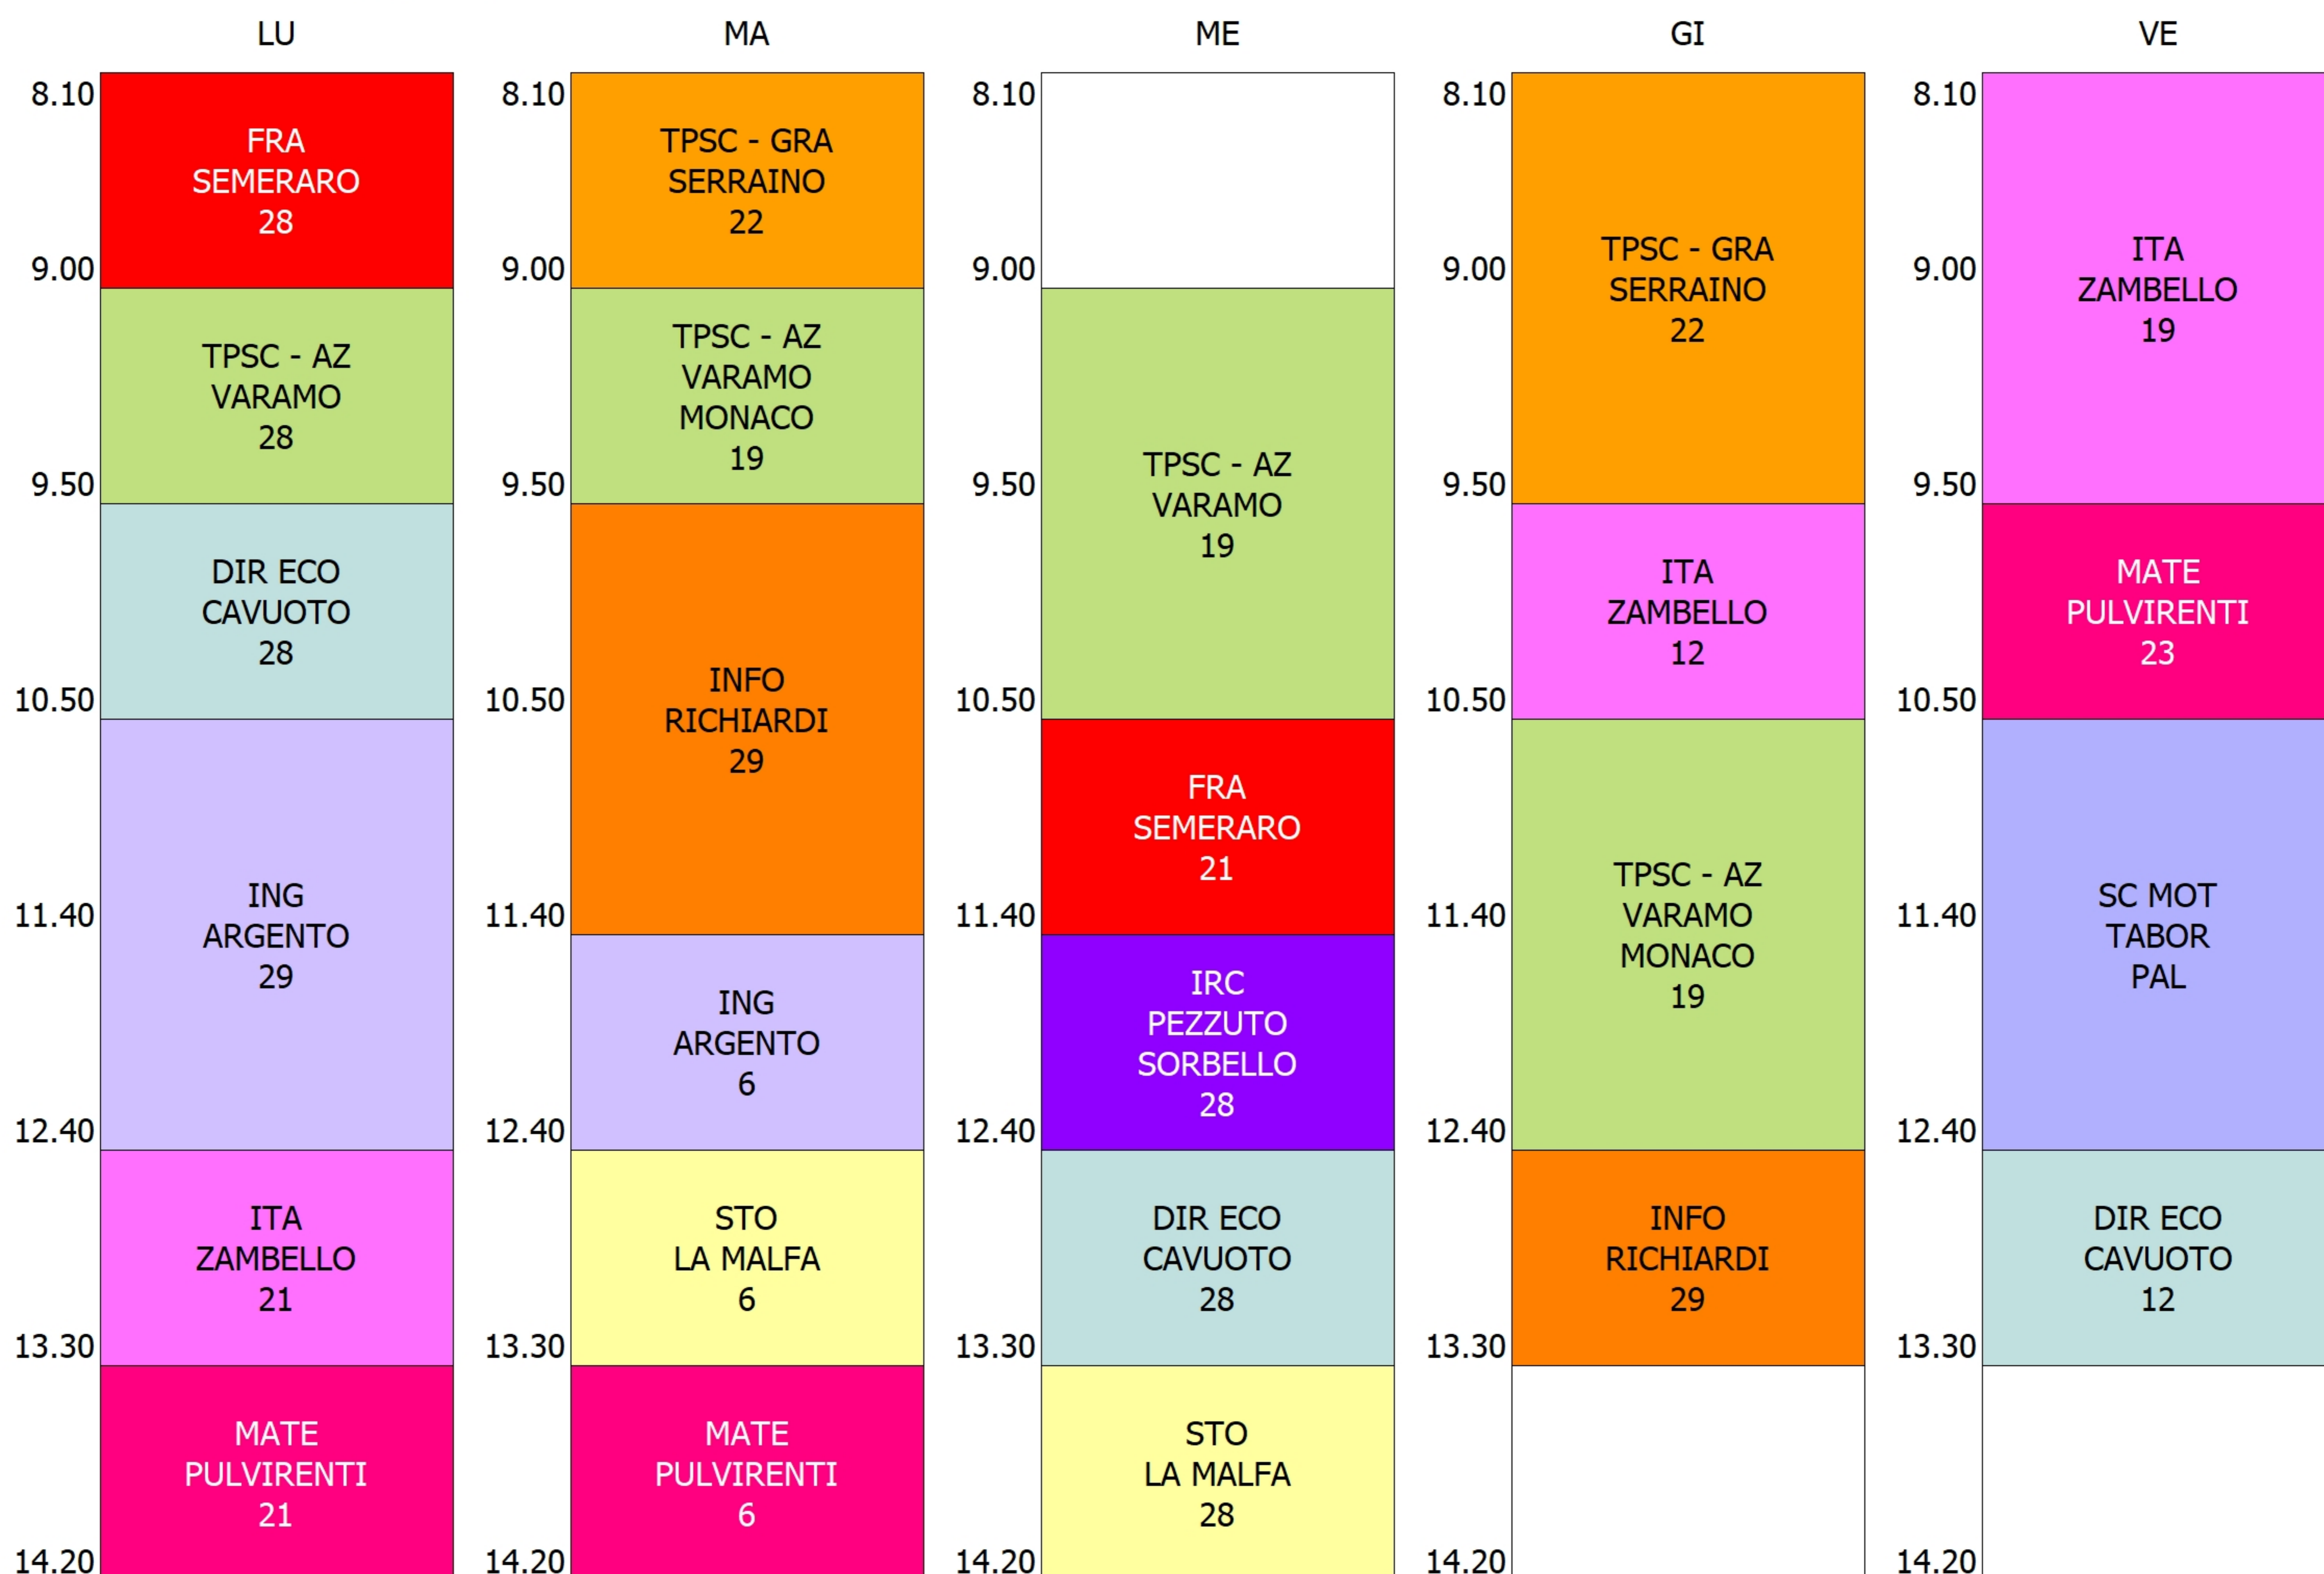 LU
8.10
FRA
SEMERARO
28
9.00
TPSC - AZ
VARAMO
28
9.50
DIR ECO
CAVUOTO
28
10.50
ING
ARGENTO
29
11.40
12.40
ITA
ZAMBELLO
21
13.30
MATE
PULVIRENTI
21
14.20
MA
8.10
TPSC - GRA
SERRAINO
22
9.00
TPSC - AZ
VARAMO
MONACO
19
9.50
INFO
RICHIARDI
29
10.50
11.40
ING
ARGENTO
6
12.40
STO
LA MALFA
6
13.30
MATE
PULVIRENTI
6
14.20
ME
8.10
9.00
TPSC - AZ
VARAMO
19
9.50
10.50
FRA
SEMERARO
21
11.40
IRC
PEZZUTO
SORBELLO
28
12.40
DIR ECO
CAVUOTO
28
13.30
STO
LA MALFA
28
14.20
GI
8.10
TPSC - GRA
SERRAINO
22
9.00
9.50
ITA
ZAMBELLO
12
10.50
TPSC - AZ
VARAMO
MONACO
19
11.40
12.40
INFO
RICHIARDI
29
13.30
14.20
VE
8.10
ITA
ZAMBELLO
19
9.00
9.50
MATE
PULVIRENTI
23
10.50
SC MOT
TABOR
PAL
11.40
12.40
DIR ECO
CAVUOTO
12
13.30
14.20